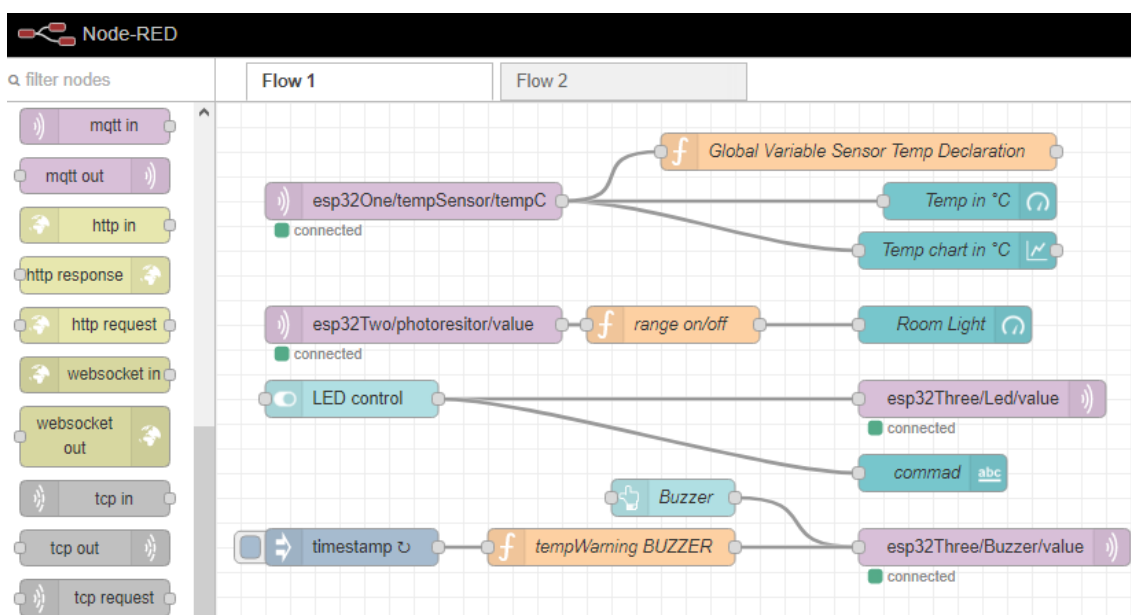 Node-RED
filter nodes
Flow 1
Flow 2
mqtt in
mqtt out
http in
http response
http request
websocket in
websocket
out
tcp in
tcp out
tcp request
Global Variable Sensor Temp Declaration
esp32One/tempSensor/tempC
connected
Temp in °C
Temp chart in °C
esp32Two/photoresitor/value
connected
range on/off
Room Light
LED control
esp32Three/Led/value
connected
commad
abc
Buzzer
timestamp ↻
tempWarning BUZZER
esp32Three/Buzzer/value
connected